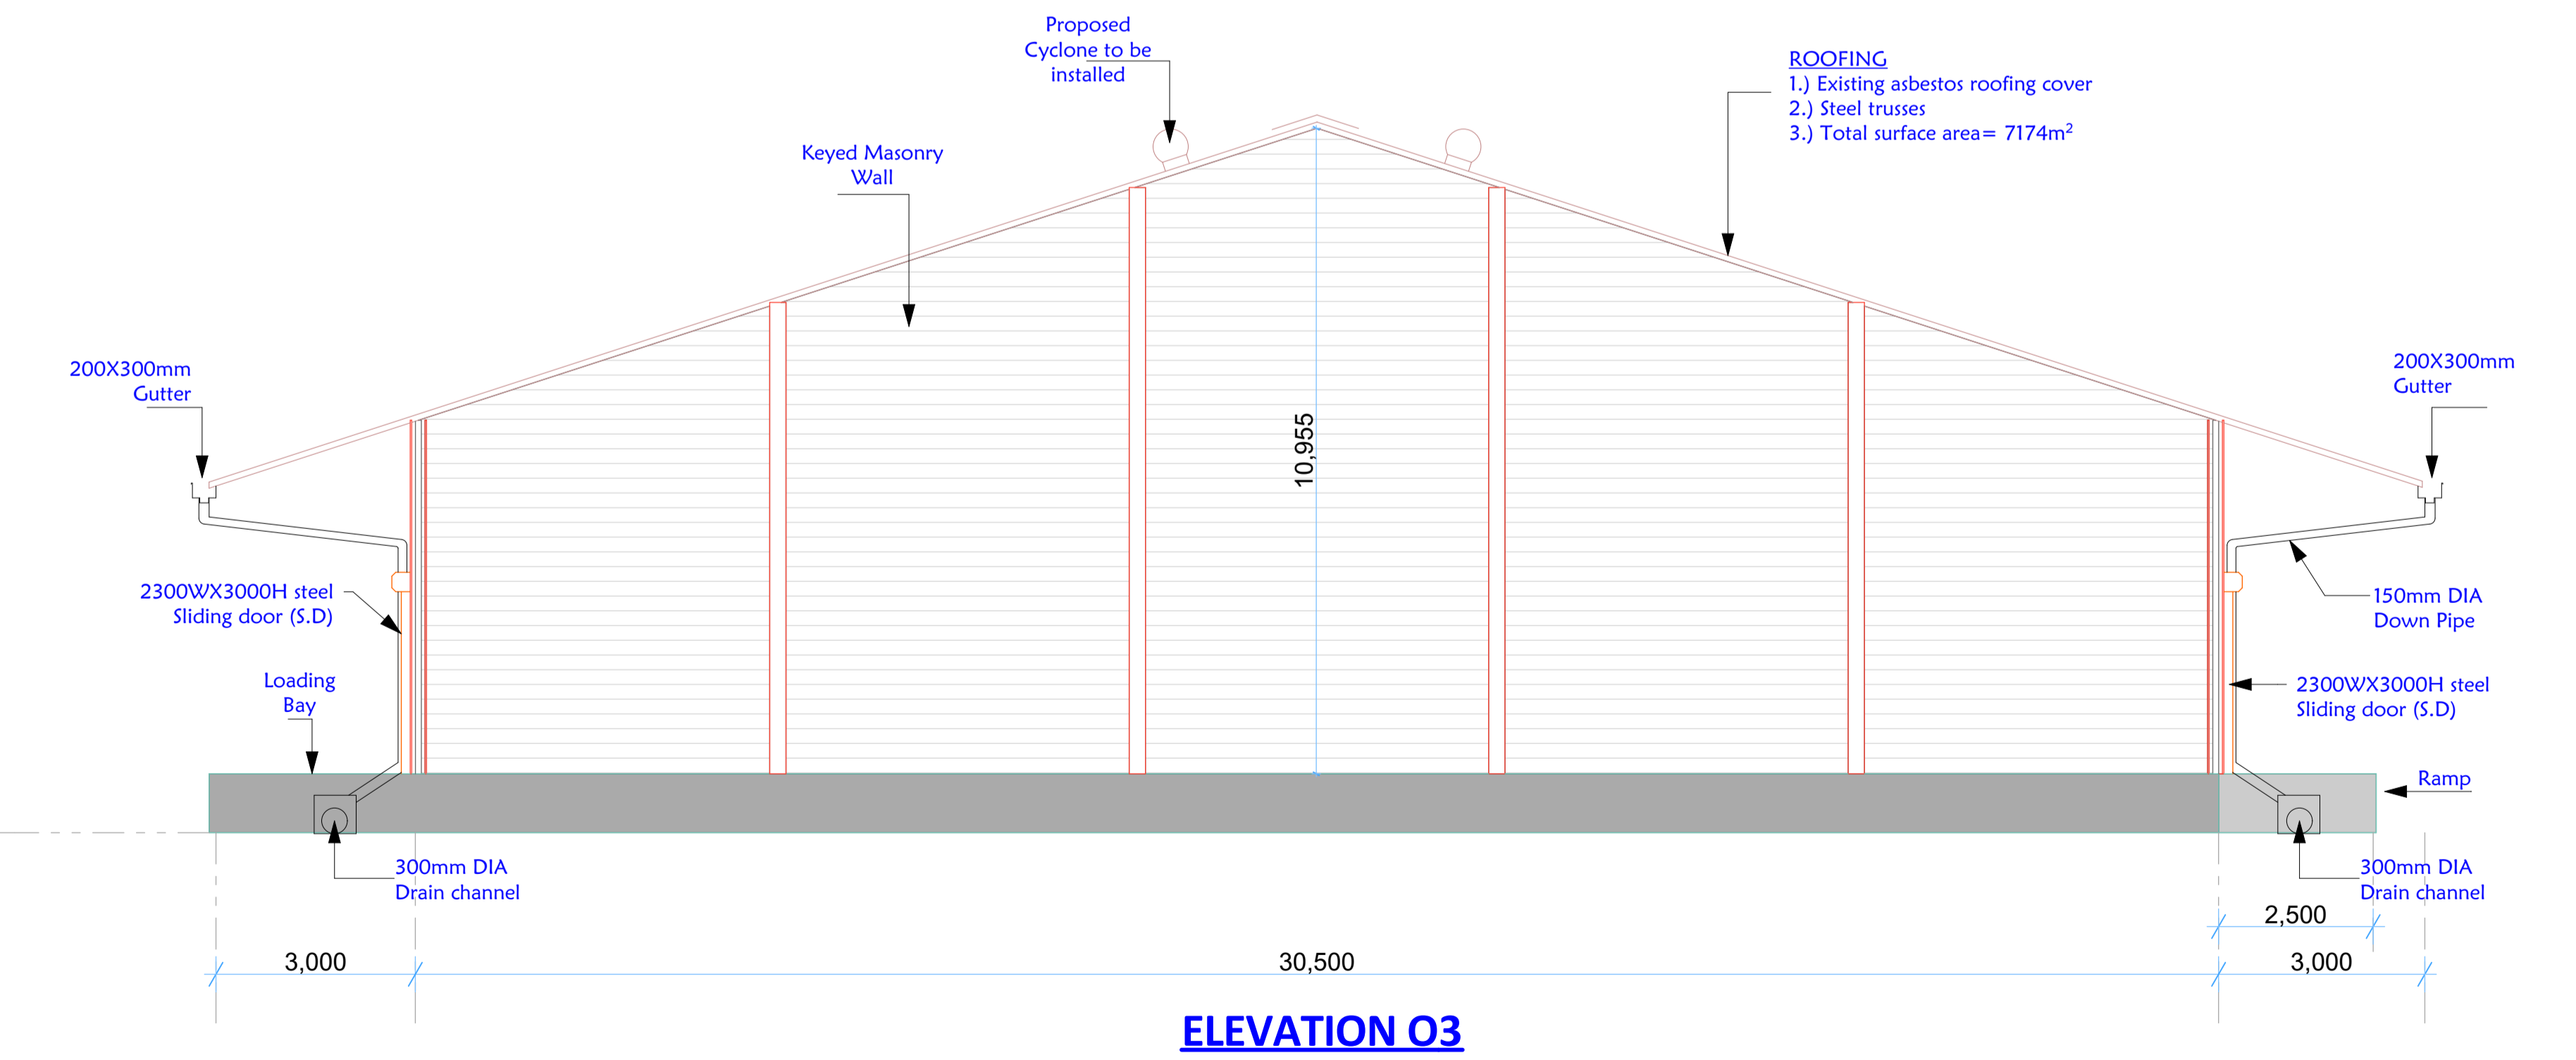 Proposed
Cyclone to be
installed
ROOFING
1.) Existing asbestos roofing cover
2.) Steel trusses
3.) Total surface area= 7174m²
Keyed Masonry
Wall
200X300mm
Gutter
200X300mm
Gutter
10,955
2300WX3000H steel
Sliding door (S.D)
150mm DIA
Down Pipe
Loading
Bay
2300WX3000H steel
Sliding door (S.D)
Ramp
300mm DIA
Drain channel
300mm DIA
Drain channel
2,500
3,000
30,500
3,000
ELEVATION O3